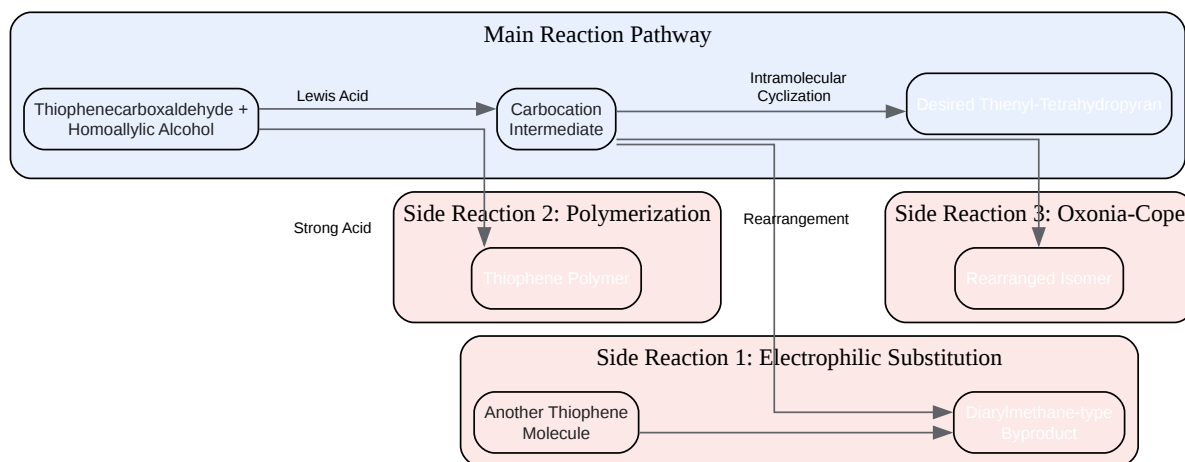 Main Reaction Pathway
Thiophenecarboxaldehyde +
Homoallylic Alcohol
Lewis Acid
Carbocation
Intermediate
Intramolecular
Cyclization
Desired Thienyl-Tetrahydropyran
Side Reaction 2: Polymerization
Strong Acid
Thiophene Polymer
Rearrangement
Side Reaction 3: Oxonia-Cope
Rearranged Isomer
Side Reaction 1: Electrophilic Substitution
Another Thiophene
Molecule
Diarylmethane-type
Byproduct